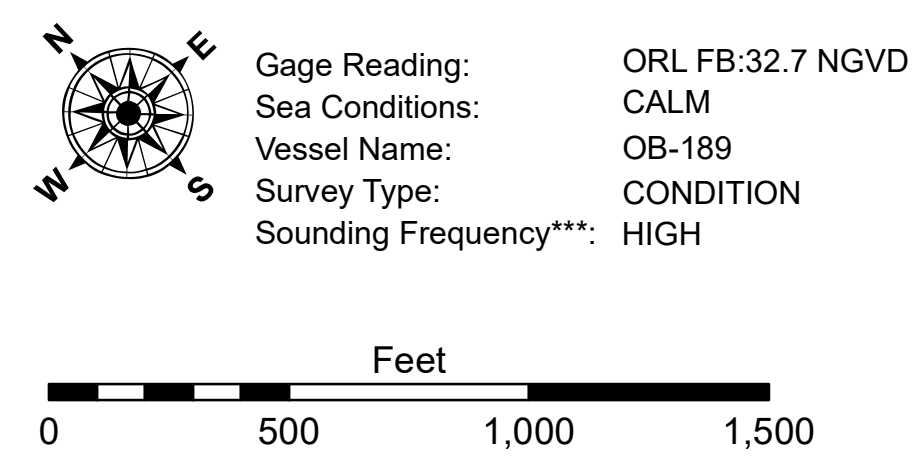 N E
W S
Gage Reading: ORL FB:32.7 NGVD
Sea Conditions: CALM
Vessel Name: OB-189
Survey Type: CONDITION
Sounding Frequency***: HIGH
Feet
0 500 1,000 1,500